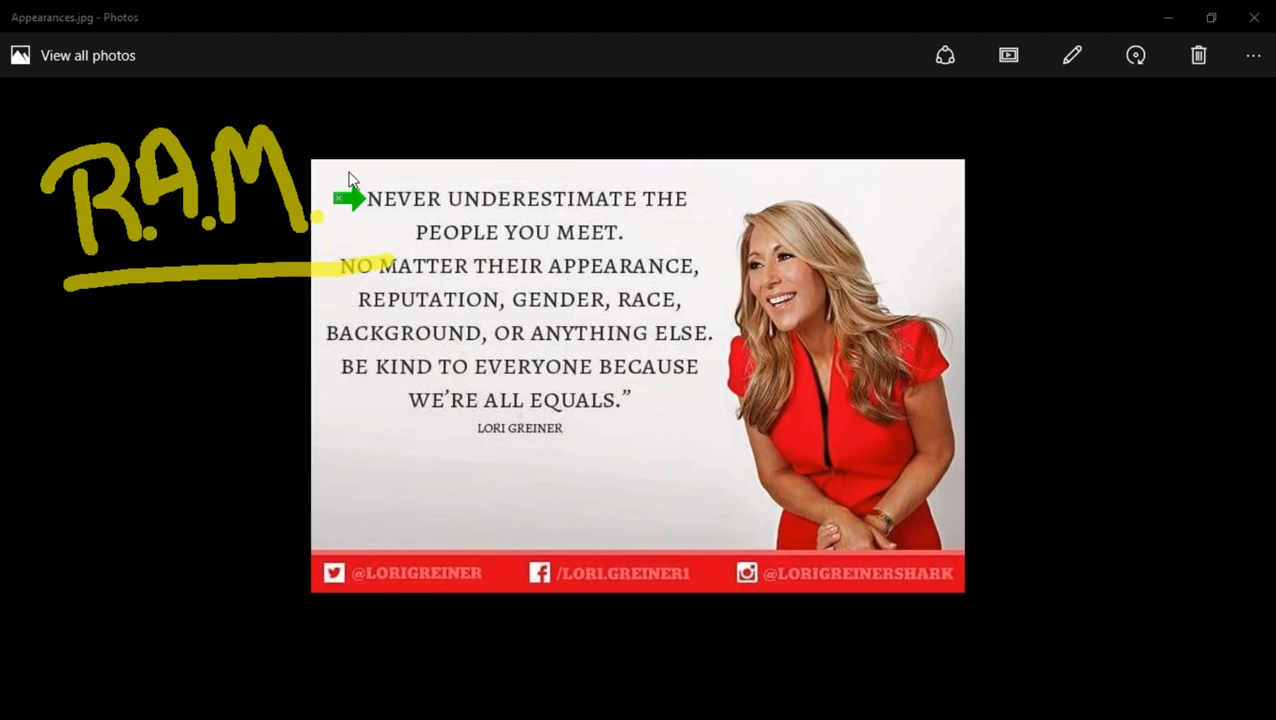 Appearances.jpg - Photos
View all photos
R.A.M.
NEVER UNDERESTIMATE THE
PEOPLE YOU MEET.
NO MATTER THEIR APPEARANCE,
REPUTATION, GENDER, RACE,
BACKGROUND, OR ANYTHING ELSE.
BE KIND TO EVERYONE BECAUSE
WE’RE ALL EQUALS.”
LORI GREINER
@LORIGREINER /LORI.GREINER1 @LORIGREINERSHARK